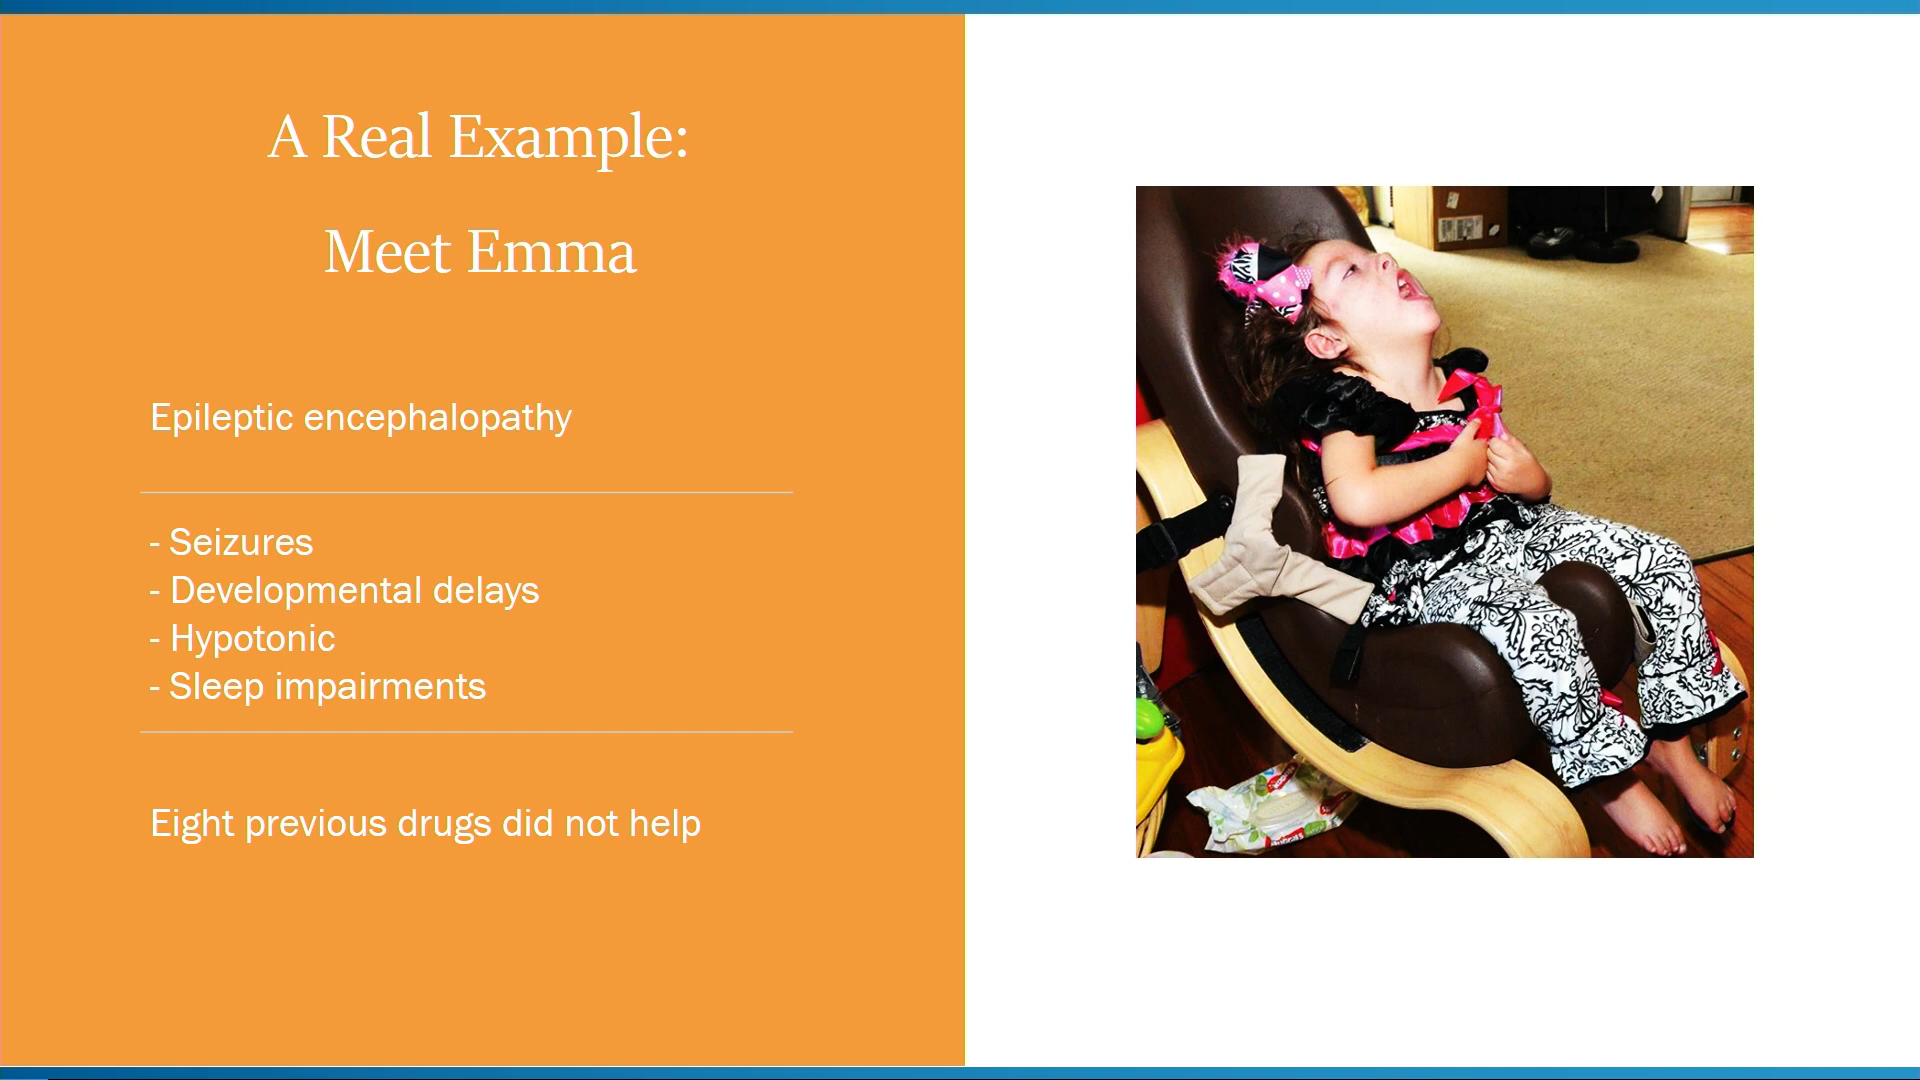 A Real Example:
Meet Emma
Epileptic encephalopathy
- Seizures
- Developmental delays
- Hypotonic
- Sleep impairments
Eight previous drugs did not help